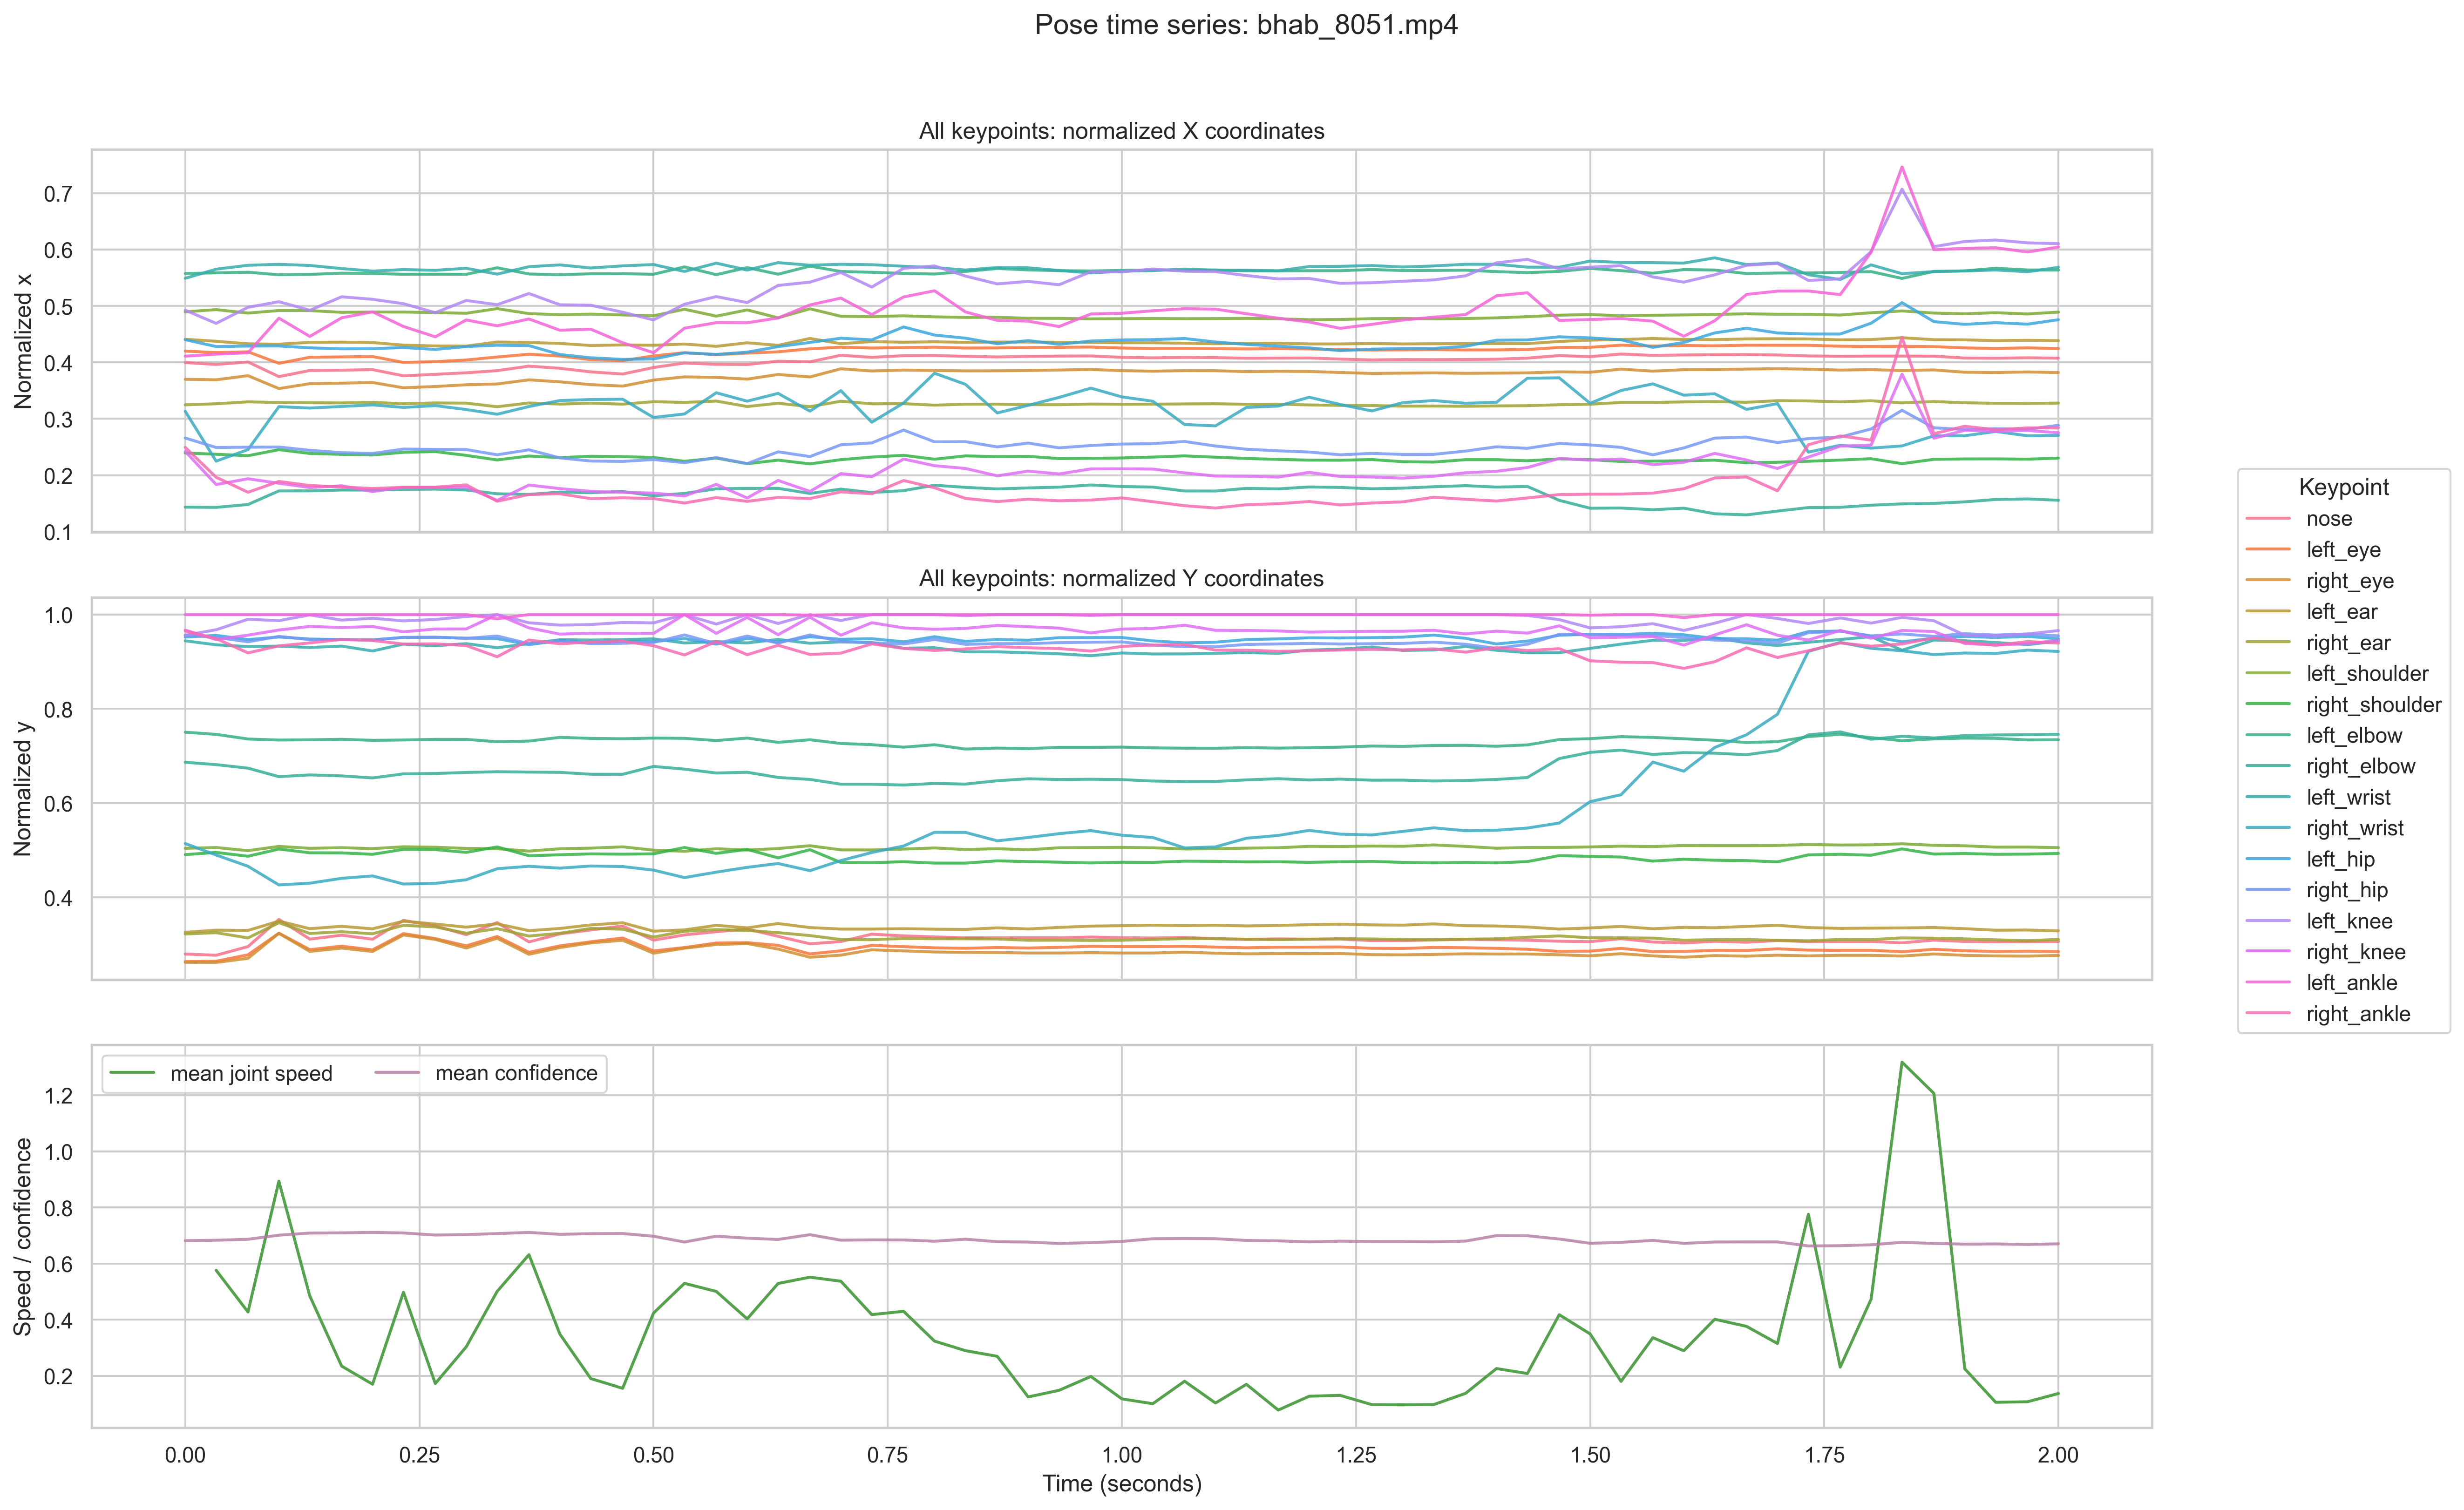 Pose time series: bhab_8051.mp4
All keypoints: normalized X coordinates
Normalized x
0.7
0.6
0.5
0.4
0.3
0.2
0.1
All keypoints: normalized Y coordinates
Normalized y
1.0
0.8
0.6
0.4
Keypoint
nose
left_eye
right_eye
left_ear
right_ear
left_shoulder
right_shoulder
left_elbow
right_elbow
left_wrist
right_wrist
left_hip
right_hip
left_knee
right_knee
left_ankle
right_ankle
mean joint speed
mean confidence
Speed / confidence
1.2
1.0
0.8
0.6
0.4
0.2
0.00 0.25 0.50 0.75 1.00 1.25 1.50 1.75 2.00
Time (seconds)